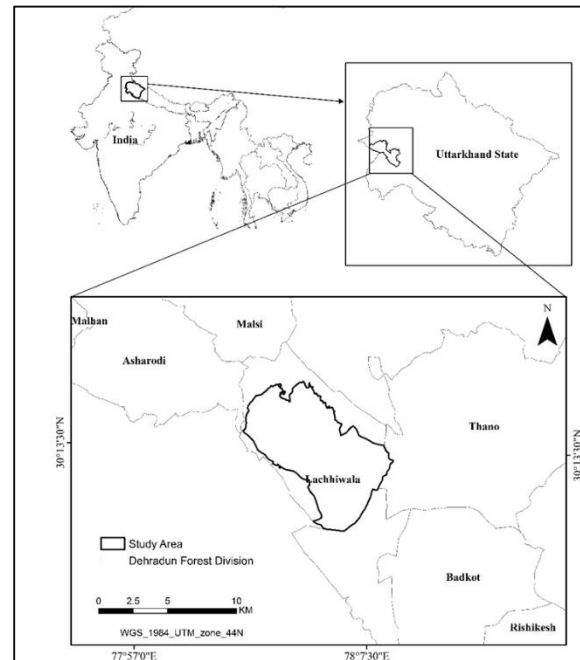 India
Uttarkhand State
N
Malhan
Malsi
Asharodi
Thano
30°13'30"N
30°13'30"N
Lachhiwala
Study Area
Dehradun Forest Division
Badkot
0 2.5 5 10
KM
Rishikesh
WGS_1984_UTM_zone_44N
77°57'0"E
78°7'30"E